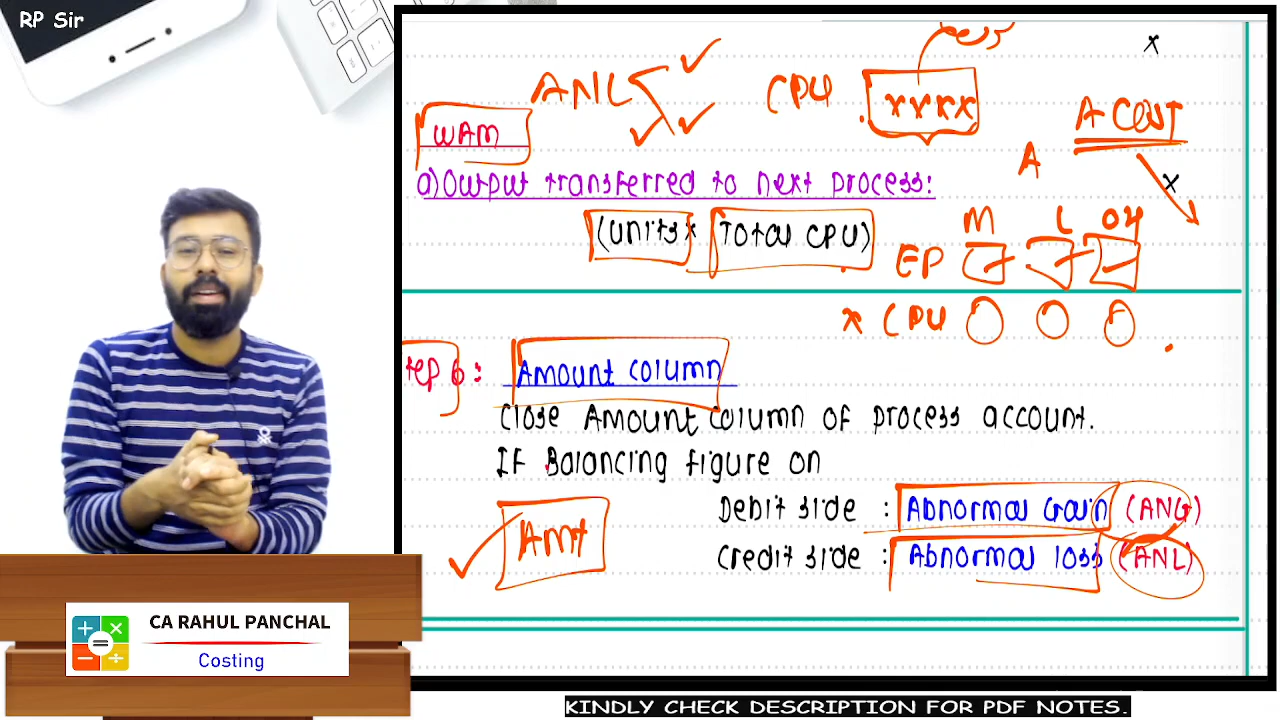 RP Sir
x
ANL
CPU
xxxx
A COST
WAM
A
x
a) Output transferred to next process:
M L OH
(Units x Total CPU)
EP
x CPU
tep 6: Amount column
Close Amount column of process account.
If Balancing figure on
Debit side : Abnormal Gain (ANG)
Amt
Credit side : Abnormal loss (ANL)
CA RAHUL PANCHAL
Costing
KINDLY CHECK DESCRIPTION FOR PDF NOTES.